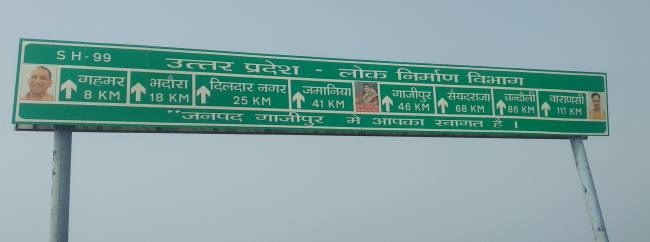 SH-99
उत्तर प्रदेश - लोक निर्माण विभाग
गहमर
8 KM
भदौरा
18 KM
दिलदार नगर
25 KM
जमानिया
41 KM
गाजीपुर
46 KM
सैयदराजा
68 KM
चन्दौली
86 KM
वाराणसी
111 KM
"जनपद गाजीपुर मे आपका स्वागत है ।